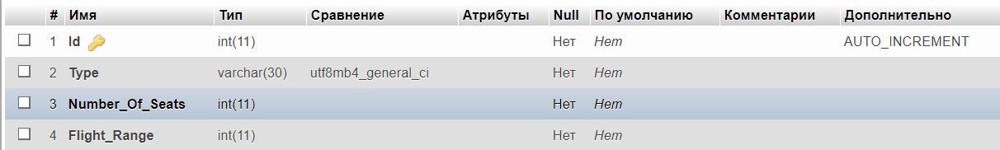 # Имя Тип Сравнение Атрибуты Null По умолчанию Комментарии Дополнительно
1 Id int(11) Нет Нет AUTO_INCREMENT
2 Type varchar(30) utf8mb4_general_ci Нет Нет
3 Number_Of_Seats int(11) Нет Нет
4 Flight_Range int(11) Нет Нет